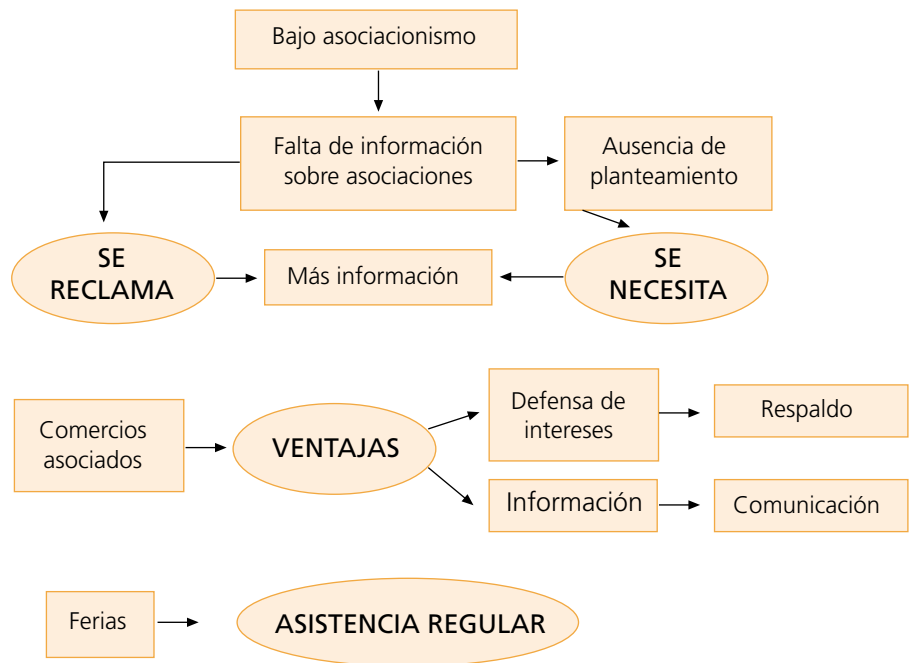 Bajo asociacionismo
Falta de información
sobre asociaciones
Ausencia de
planteamiento
SE
RECLAMA
Más información
SE
NECESITA
Comercios
asociados
VENTAJAS
Defensa de
intereses
Respaldo
Información
Comunicación
Ferias
ASISTENCIA REGULAR